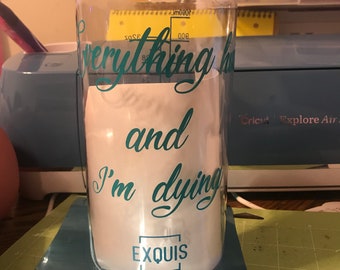 Everything
and
I'm dying
EXQUIS
Cricut Explore Air